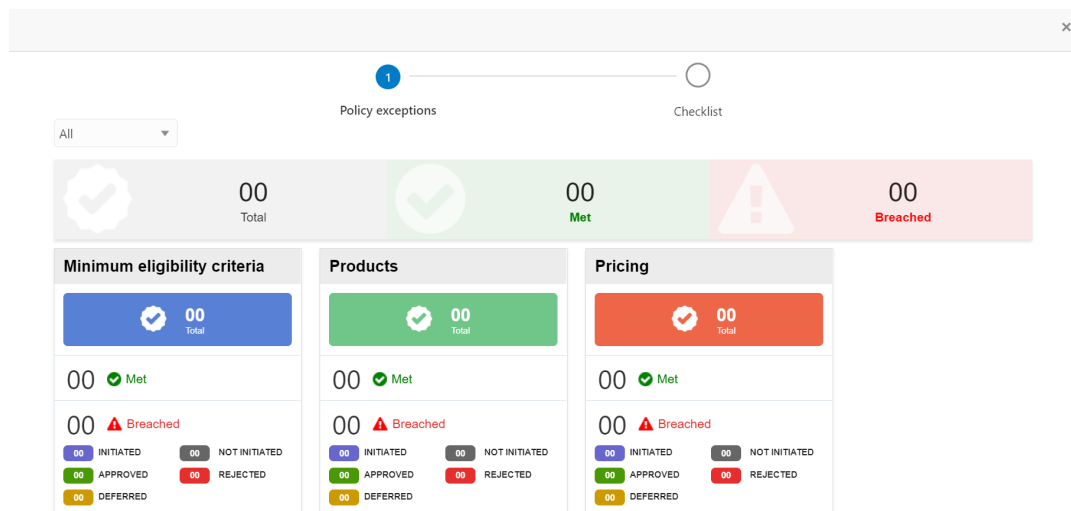 ×
1
Policy exceptions
Checklist
All
00 00 00
Total Met Breached
Minimum eligibility criteria Products Pricing
00 00 00
Total Total Total
00 Met 00 Met 00 Met
00 Breached 00 Breached 00 Breached
00 INITIATED 00 NOT INITIATED 00 INITIATED 00 NOT INITIATED 00 INITIATED 00 NOT INITIATED
00 APPROVED 00 REJECTED 00 APPROVED 00 REJECTED 00 APPROVED 00 REJECTED
00 DEFERRED 00 DEFERRED 00 DEFERRED